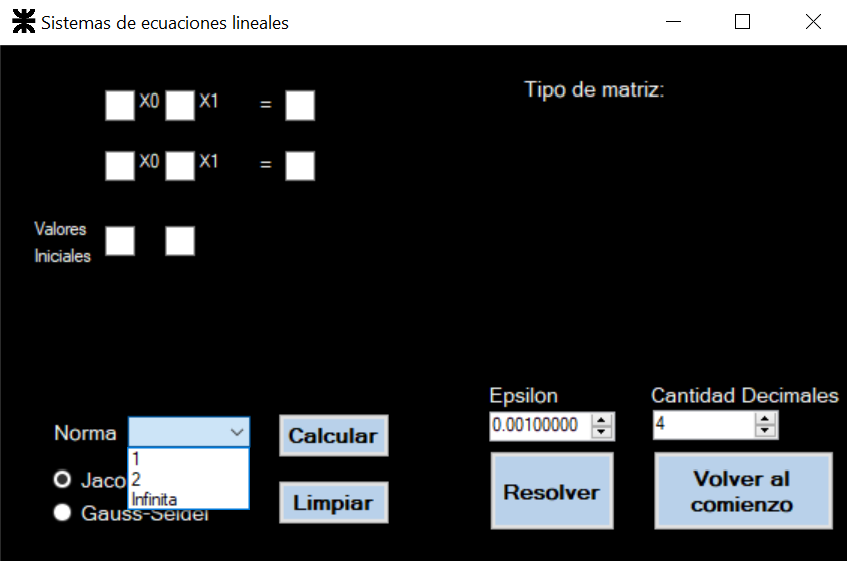 Sistemas de ecuaciones lineales
X0 X1 =
Tipo de matriz:
X0 X1 =
Valores
Iniciales
Epsilon
Cantidad Decimales
0.00100000
4
Norma
Calcular
1
2
Infinita
Jaco
Gauss-Seidel
Limpiar
Resolver
Volver al
comienzo